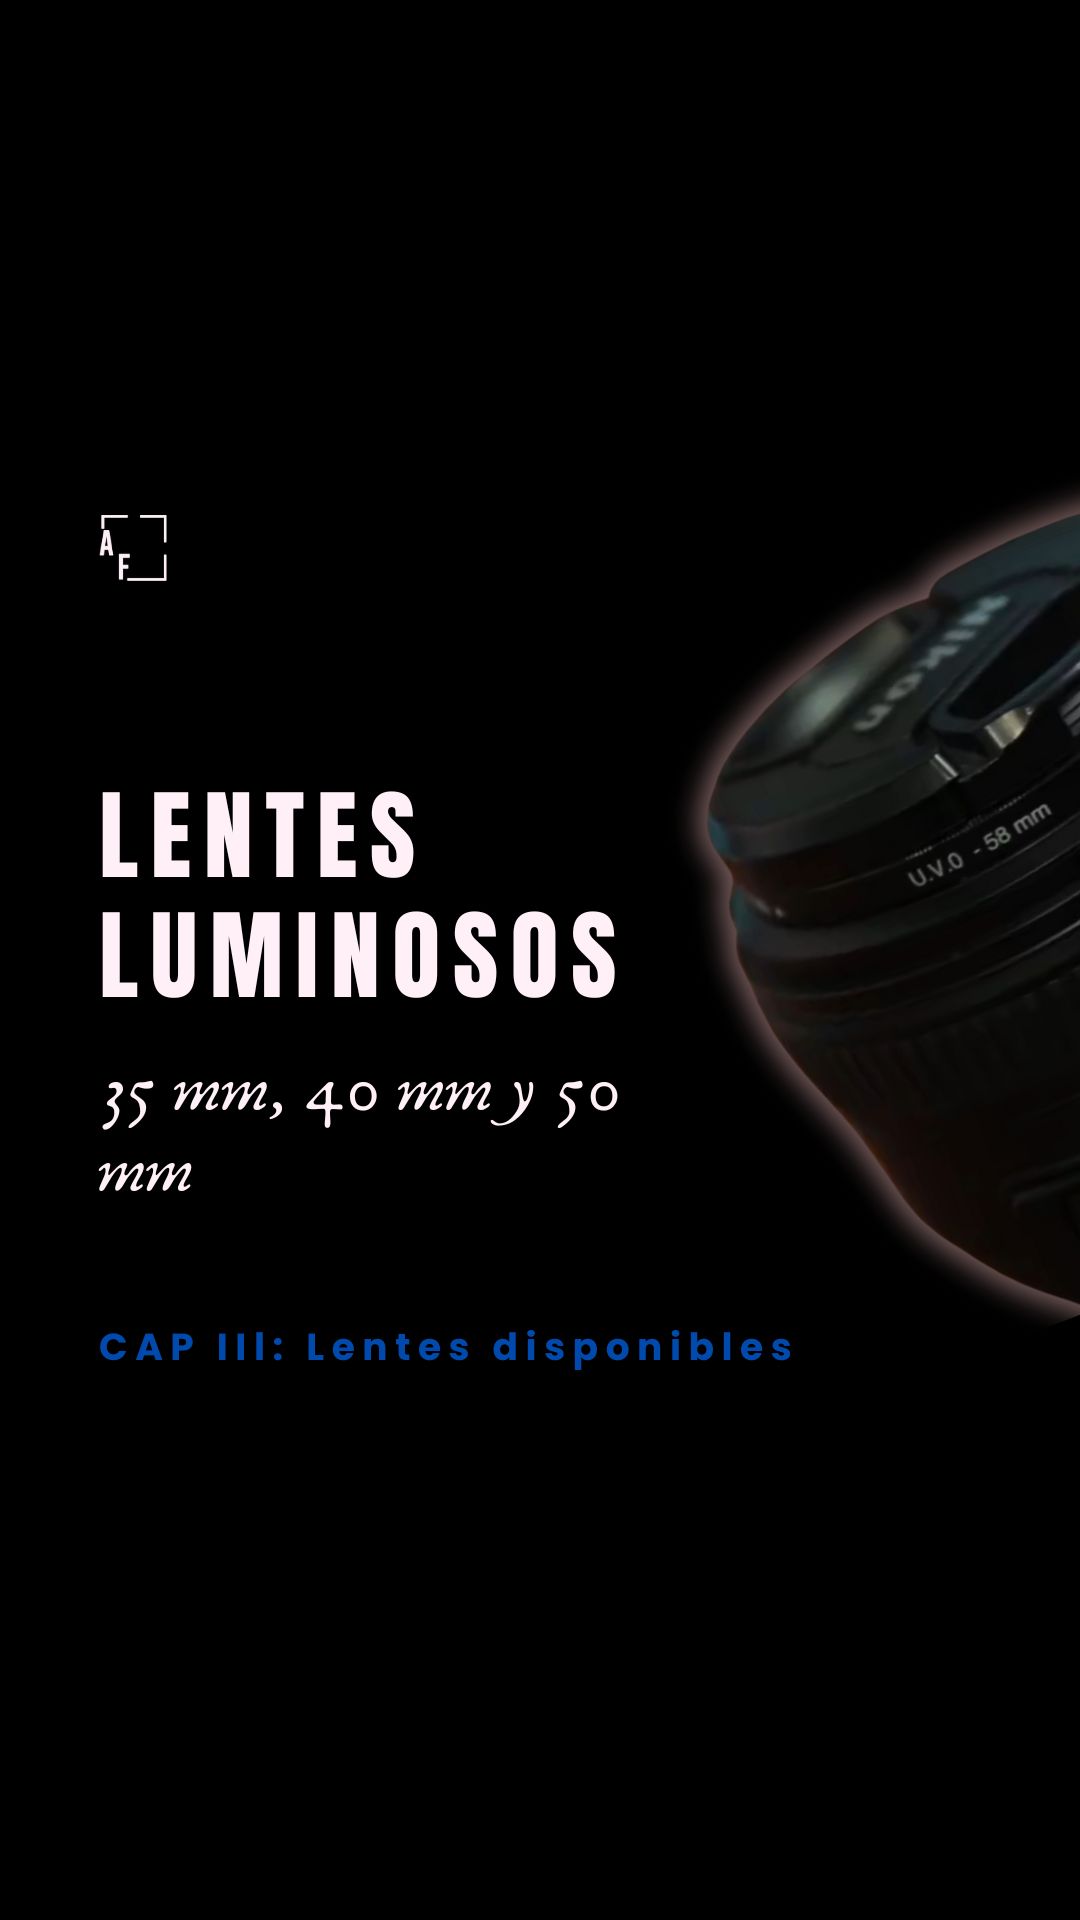 A
F
Nikon
U.V.0 - 58 mm
LENTES
LUMINOSOS
35 mm, 40 mm y 50
mm
CAP III: Lentes disponibles